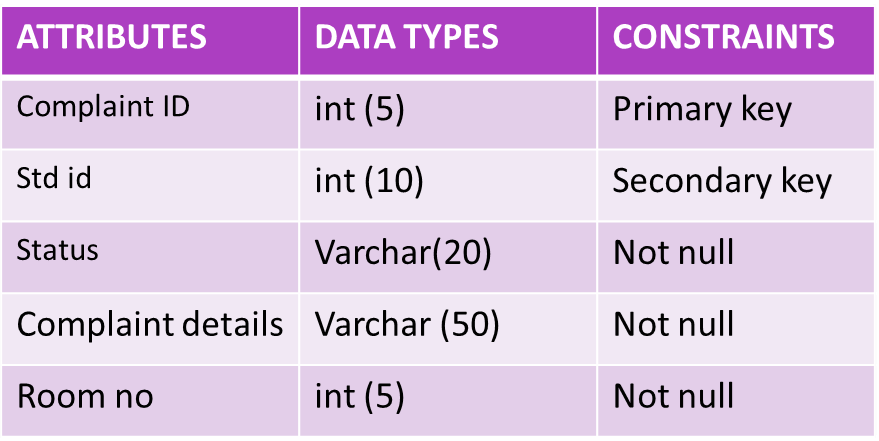 ATTRIBUTES DATA TYPES CONSTRAINTS
Complaint ID int (5) Primary key
Std id int (10) Secondary key
Status Varchar(20) Not null
Complaint details Varchar (50) Not null
Room no int (5) Not null